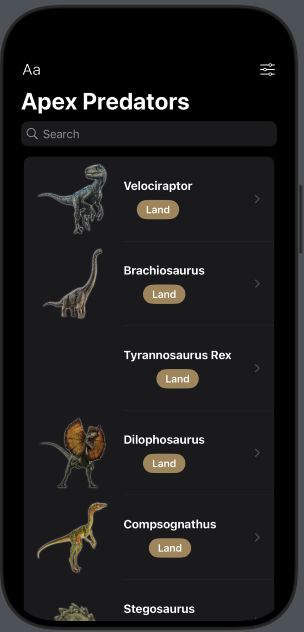 Aa
Apex Predators
Search
Velociraptor
Land
Brachiosaurus
Land
Tyrannosaurus Rex
Land
Dilophosaurus
Land
Compsognathus
Land
Stegosaurus